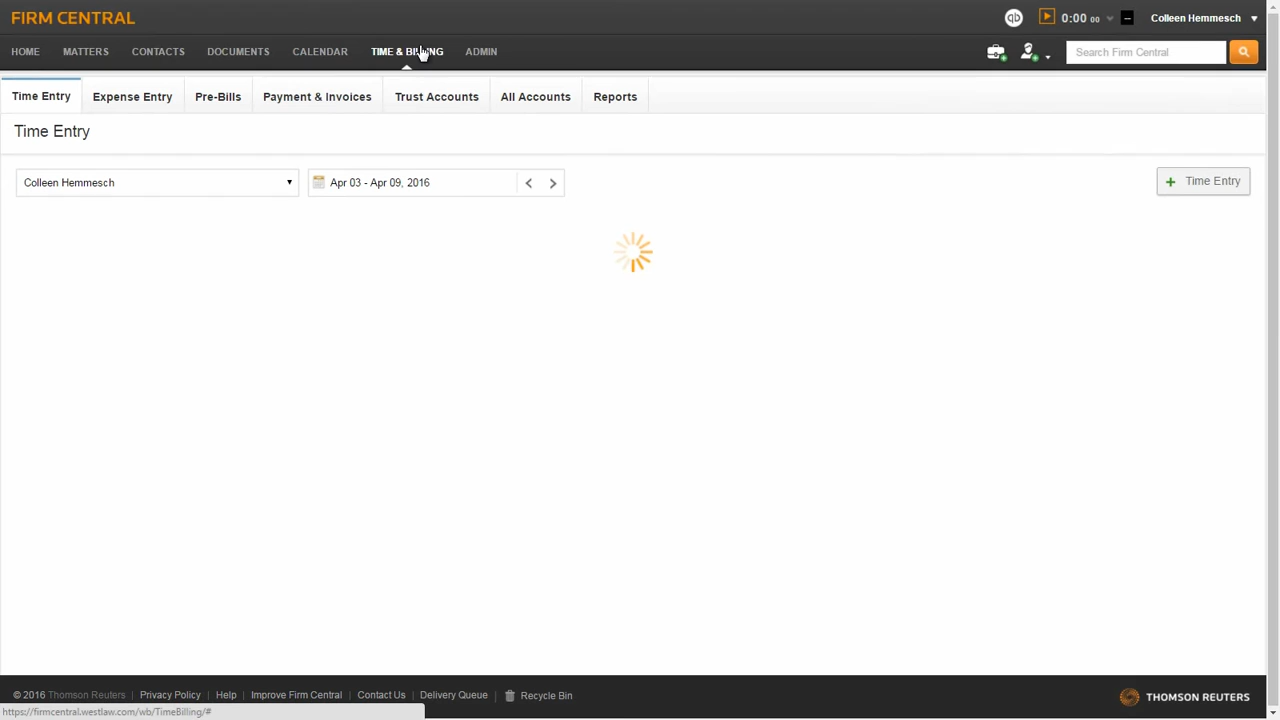 FIRM CENTRAL
qb
0:00 00
Colleen Hemmesch
HOME MATTERS CONTACTS DOCUMENTS CALENDAR TIME & BILLING ADMIN
Search Firm Central
Time Entry Expense Entry Pre-Bills Payment & Invoices Trust Accounts All Accounts Reports
Time Entry
Colleen Hemmesch
Apr 03 - Apr 09, 2016
+ Time Entry
© 2016 Thomson Reuters Privacy Policy Help Improve Firm Central Contact Us Delivery Queue Recycle Bin
THOMSON REUTERS
https://firmcentral.westlaw.com/wb/TimeBilling/#